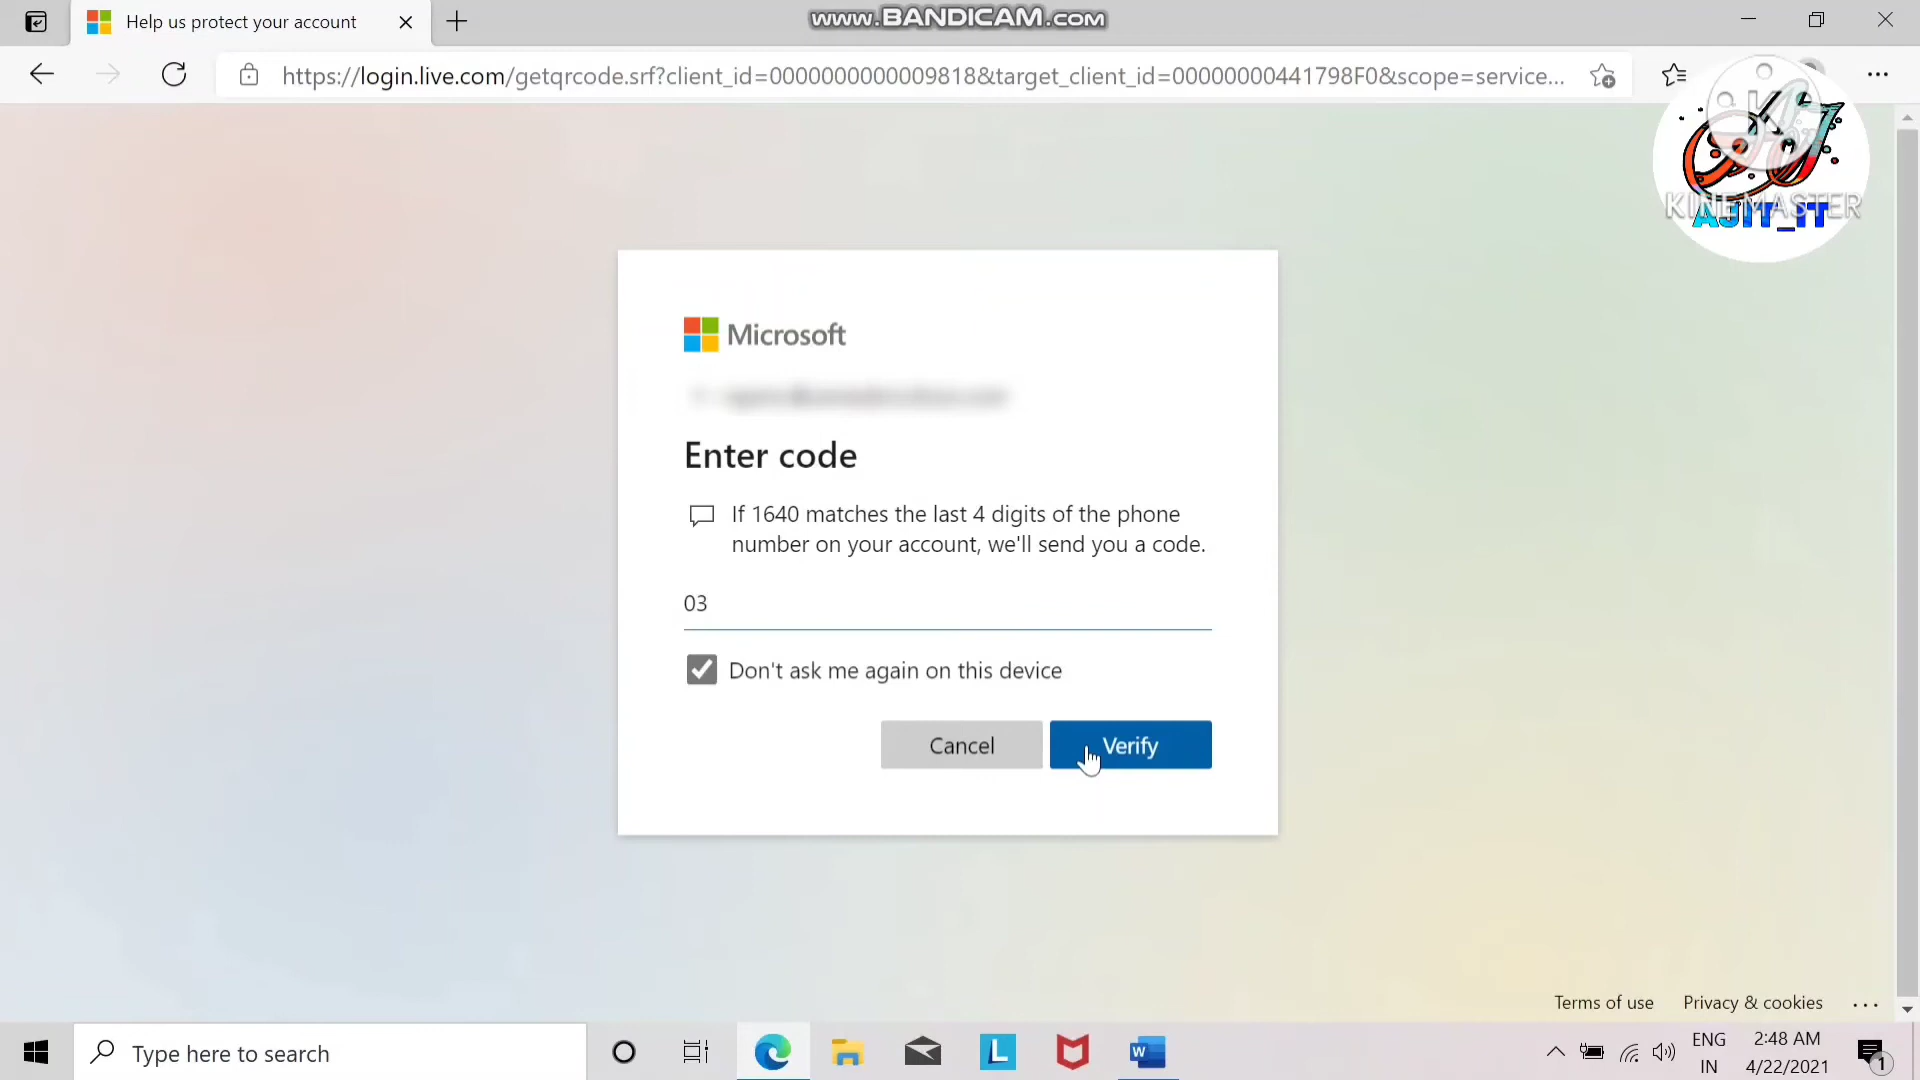 Help us protect your account
www.BANDICAM.com
https://login.live.com/getqrcode.srf?client_id=0000000000009818&target_client_id=00000000441798F0&scope=service...
KINEMASTER
AJIT_IT
Microsoft
Enter code
If 1640 matches the last 4 digits of the phone
number on your account, we'll send you a code.
03
Don't ask me again on this device
Cancel
Verify
Terms of use
Privacy & cookies
Type here to search
ENG
IN
2:48 AM
4/22/2021
1